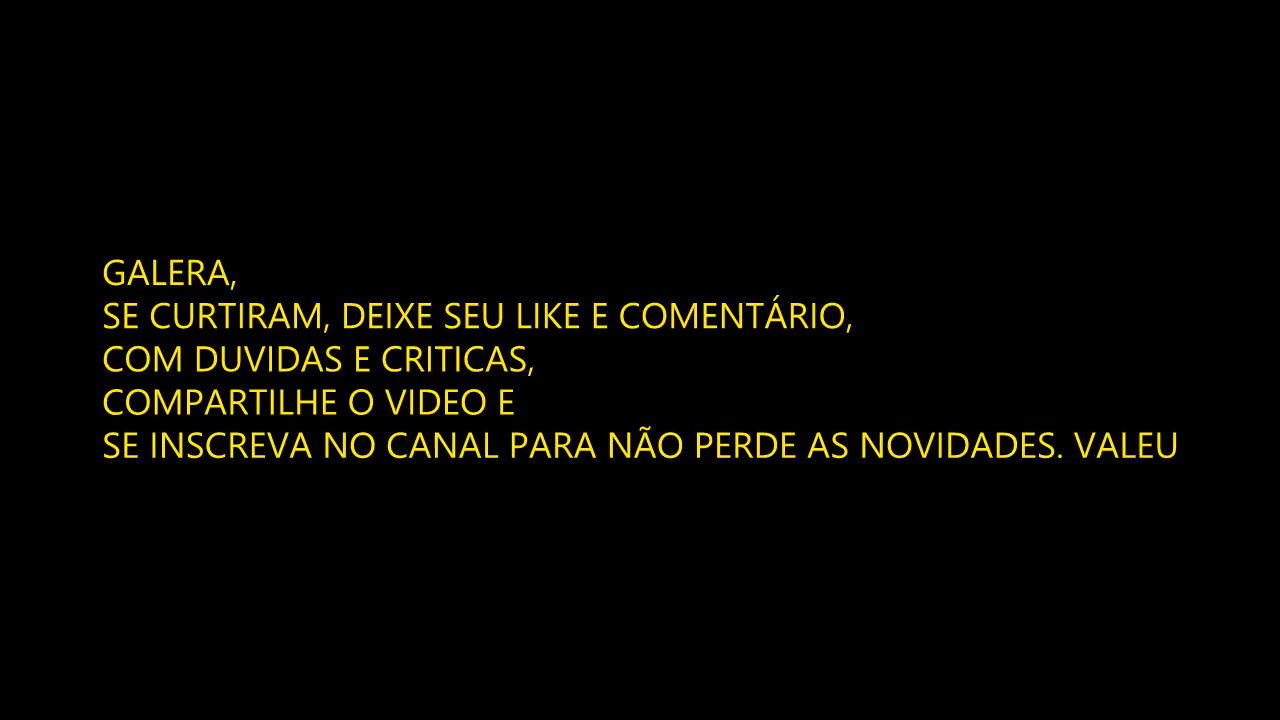 GALERA,
SE CURTIRAM, DEIXE SEU LIKE E COMENTÁRIO,
COM DUVIDAS E CRITICAS,
COMPARTILHE O VIDEO E
SE INSCREVA NO CANAL PARA NÃO PERDE AS NOVIDADES. VALEU